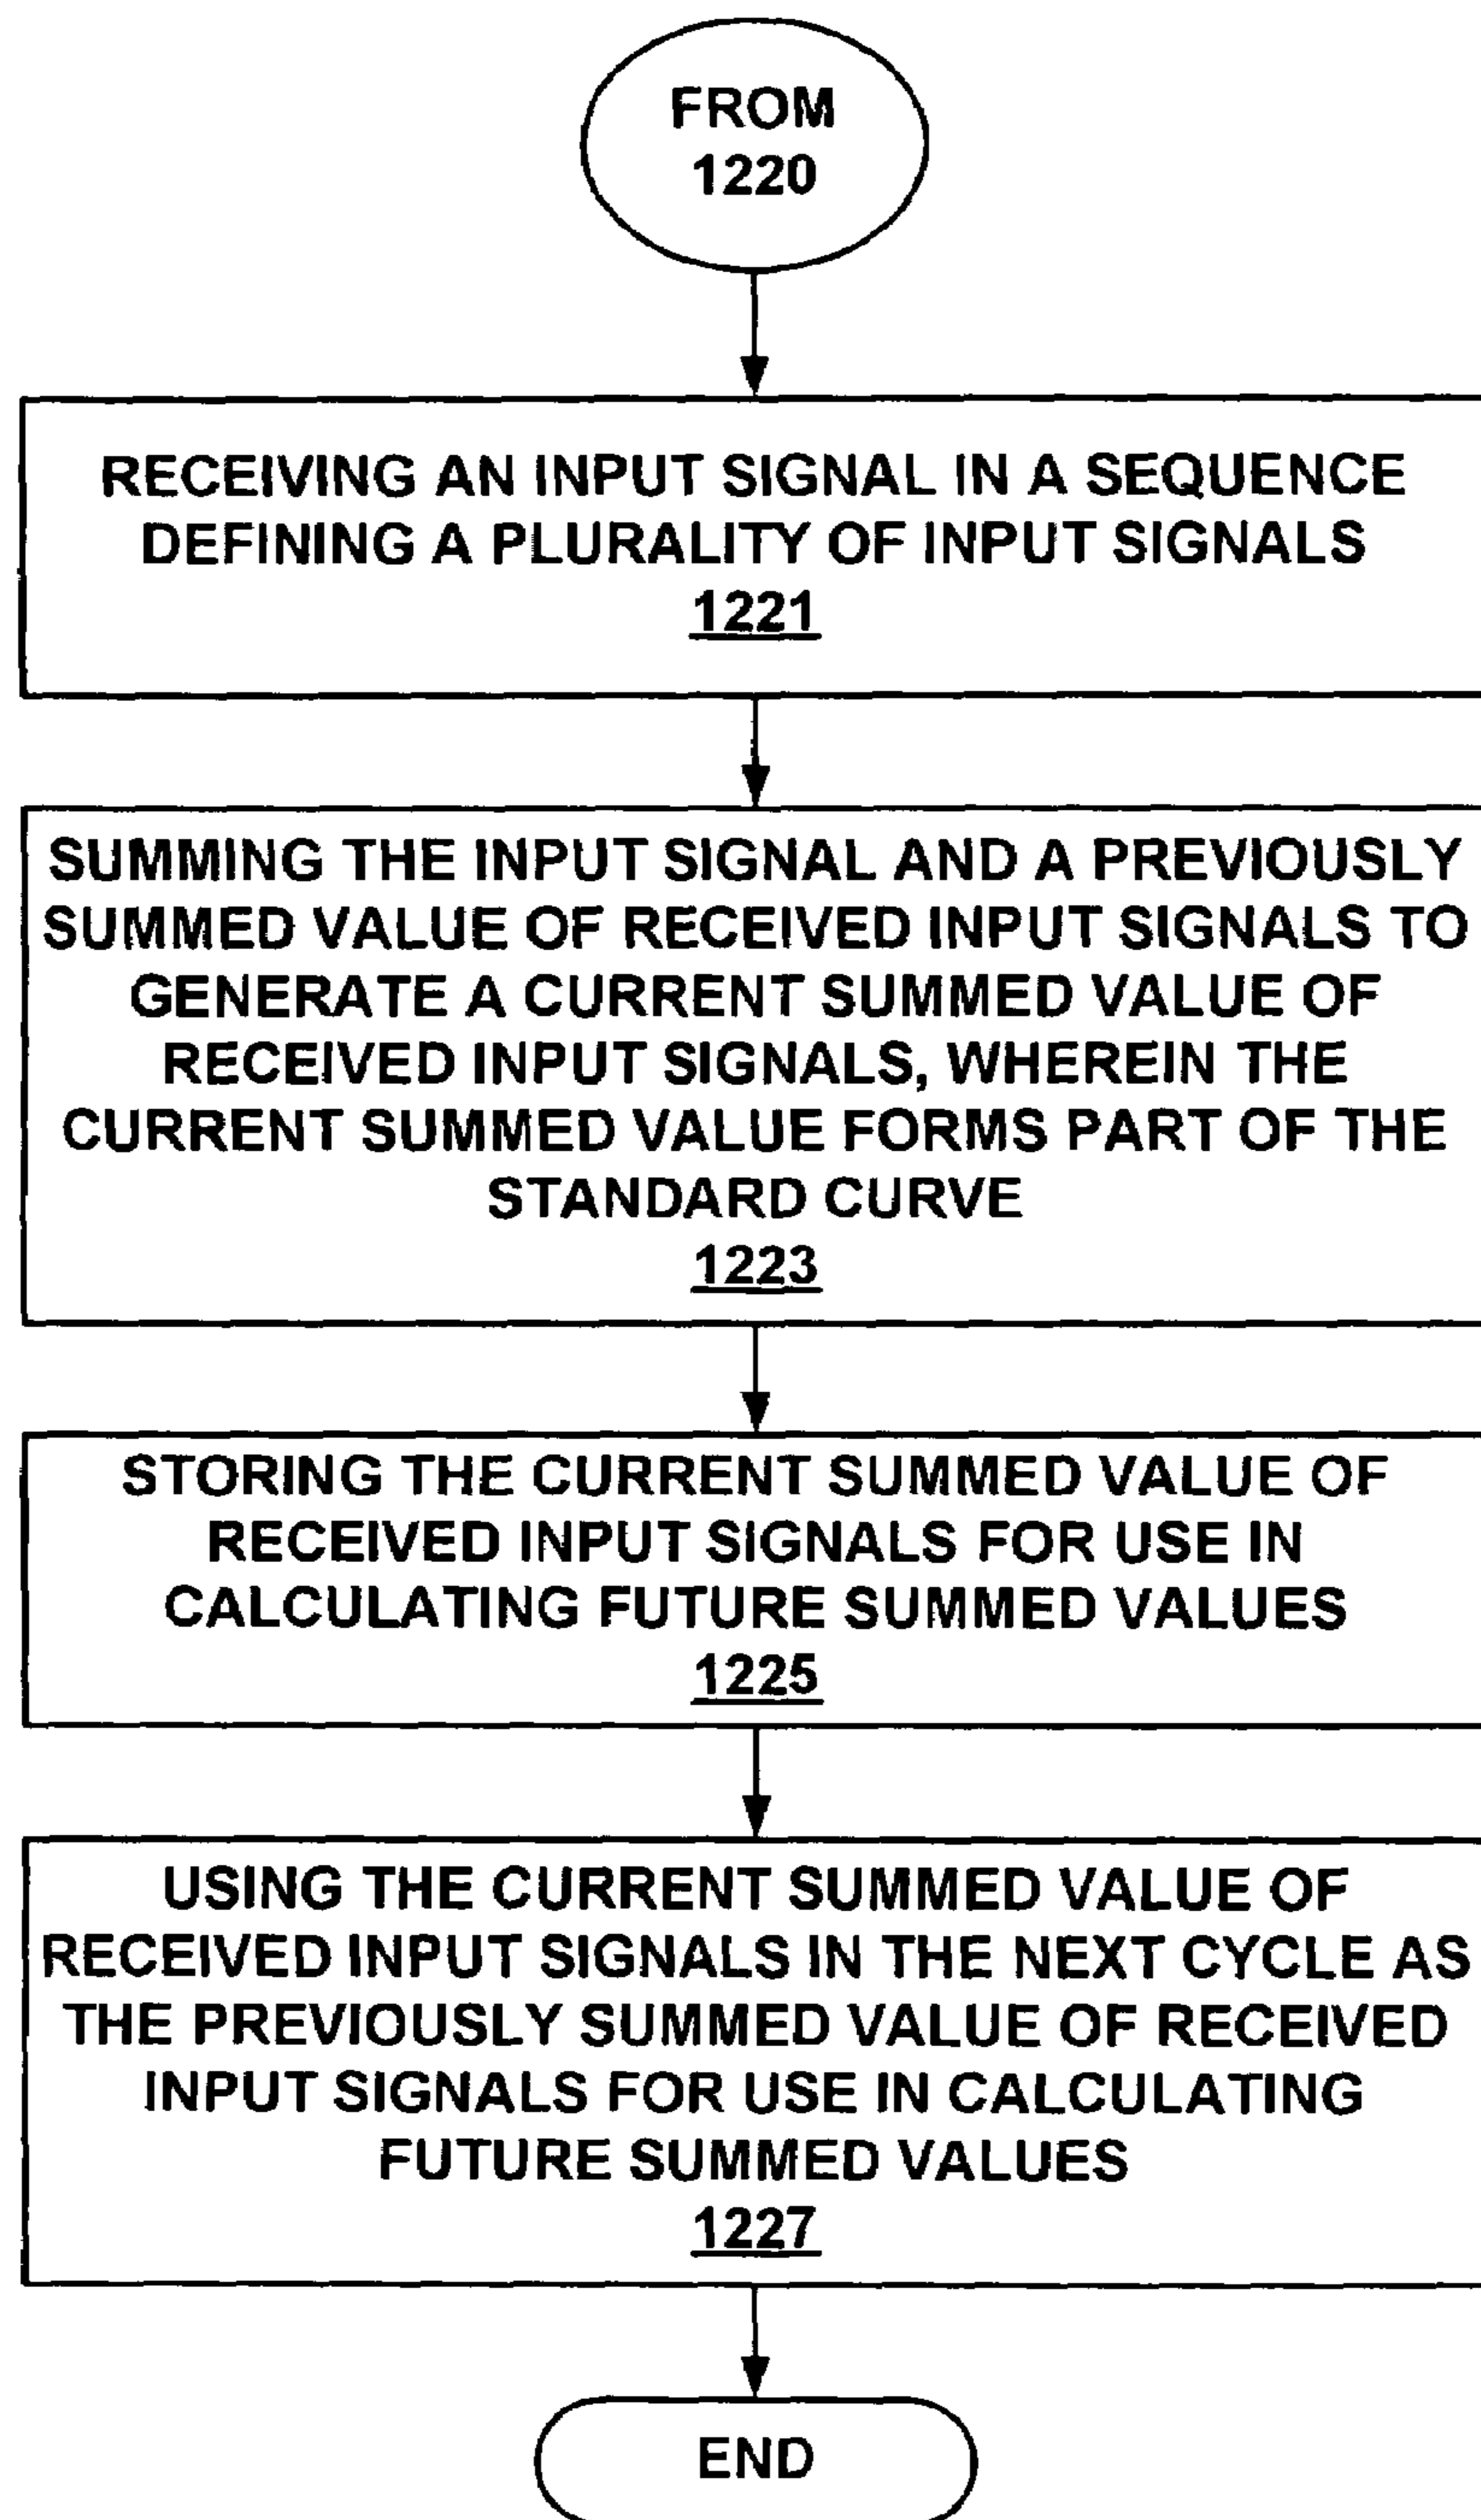 FROM
1220
RECEIVING AN INPUT SIGNAL IN A SEQUENCE
DEFINING A PLURALITY OF INPUT SIGNALS
1221
SUMMING THE INPUT SIGNAL AND A PREVIOUSLY
SUMMED VALUE OF RECEIVED INPUT SIGNALS TO
GENERATE A CURRENT SUMMED VALUE OF
RECEIVED INPUT SIGNALS, WHEREIN THE
CURRENT SUMMED VALUE FORMS PART OF THE
STANDARD CURVE
1223
STORING THE CURRENT SUMMED VALUE OF
RECEIVED INPUT SIGNALS FOR USE IN
CALCULATING FUTURE SUMMED VALUES
1225
USING THE CURRENT SUMMED VALUE OF
RECEIVED INPUT SIGNALS IN THE NEXT CYCLE AS
THE PREVIOUSLY SUMMED VALUE OF RECEIVED
INPUT SIGNALS FOR USE IN CALCULATING
FUTURE SUMMED VALUES
1227
END